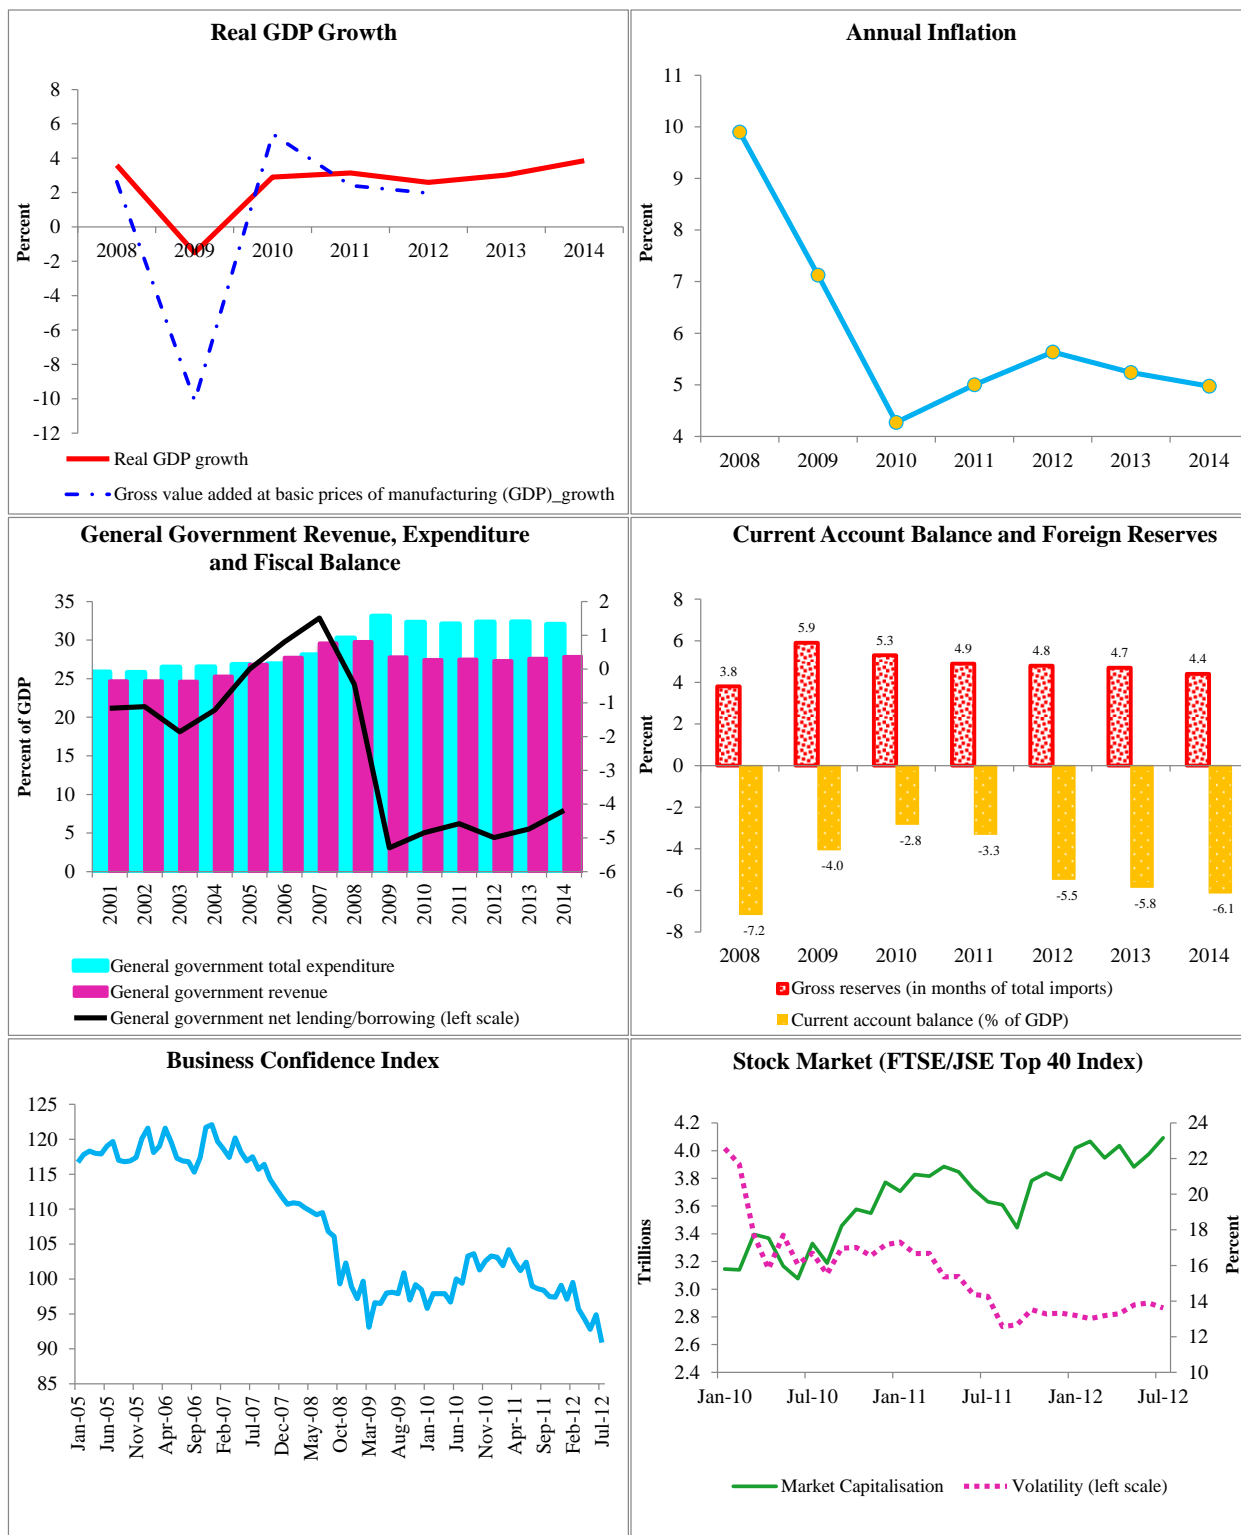 Real GDP Growth
8
6
4
2
0
-2
-4
-6
-8
-10
-12
Percent
2008 2009 2010 2011 2012 2013 2014
Real GDP growth
Gross value added at basic prices of manufacturing (GDP)_growth
Annual Inflation
11
10
9
8
7
6
5
4
Percent
2008 2009 2010 2011 2012 2013 2014
General Government Revenue, Expenditure
and Fiscal Balance
35
30
25
20
15
10
5
0
Percent of GDP
2
1
0
-1
-2
-3
-4
-5
-6
2001 2002 2003 2004 2005 2006 2007 2008 2009 2010 2011 2012 2013 2014
General government total expenditure
General government revenue
General government net lending/borrowing (left scale)
Current Account Balance and Foreign Reserves
8
6
4
2
0
-2
-4
-6
-8
Percent
3.8 5.9 5.3 4.9 4.8 4.7 4.4
-7.2 -4.0 -2.8 -3.3 -5.5 -5.8 -6.1
2008 2009 2010 2011 2012 2013 2014
Gross reserves (in months of total imports)
Current account balance (% of GDP)
Business Confidence Index
125
120
115
110
105
100
95
90
85
Jan-05 Jun-05 Nov-05 Apr-06 Sep-06 Feb-07 Jul-07 Dec-07 May-08 Oct-08 Mar-09 Aug-09 Jan-10 Jun-10 Nov-10 Apr-11 Sep-11 Feb-12 Jul-12
Stock Market (FTSE/JSE Top 40 Index)
4.2
4.0
3.8
3.6
3.4
3.2
3.0
2.8
2.6
2.4
Trillions
24
22
20
18
16
14
12
10
Percent
Jan-10 Jul-10 Jan-11 Jul-11 Jan-12 Jul-12
Market Capitalisation Volatility (left scale)